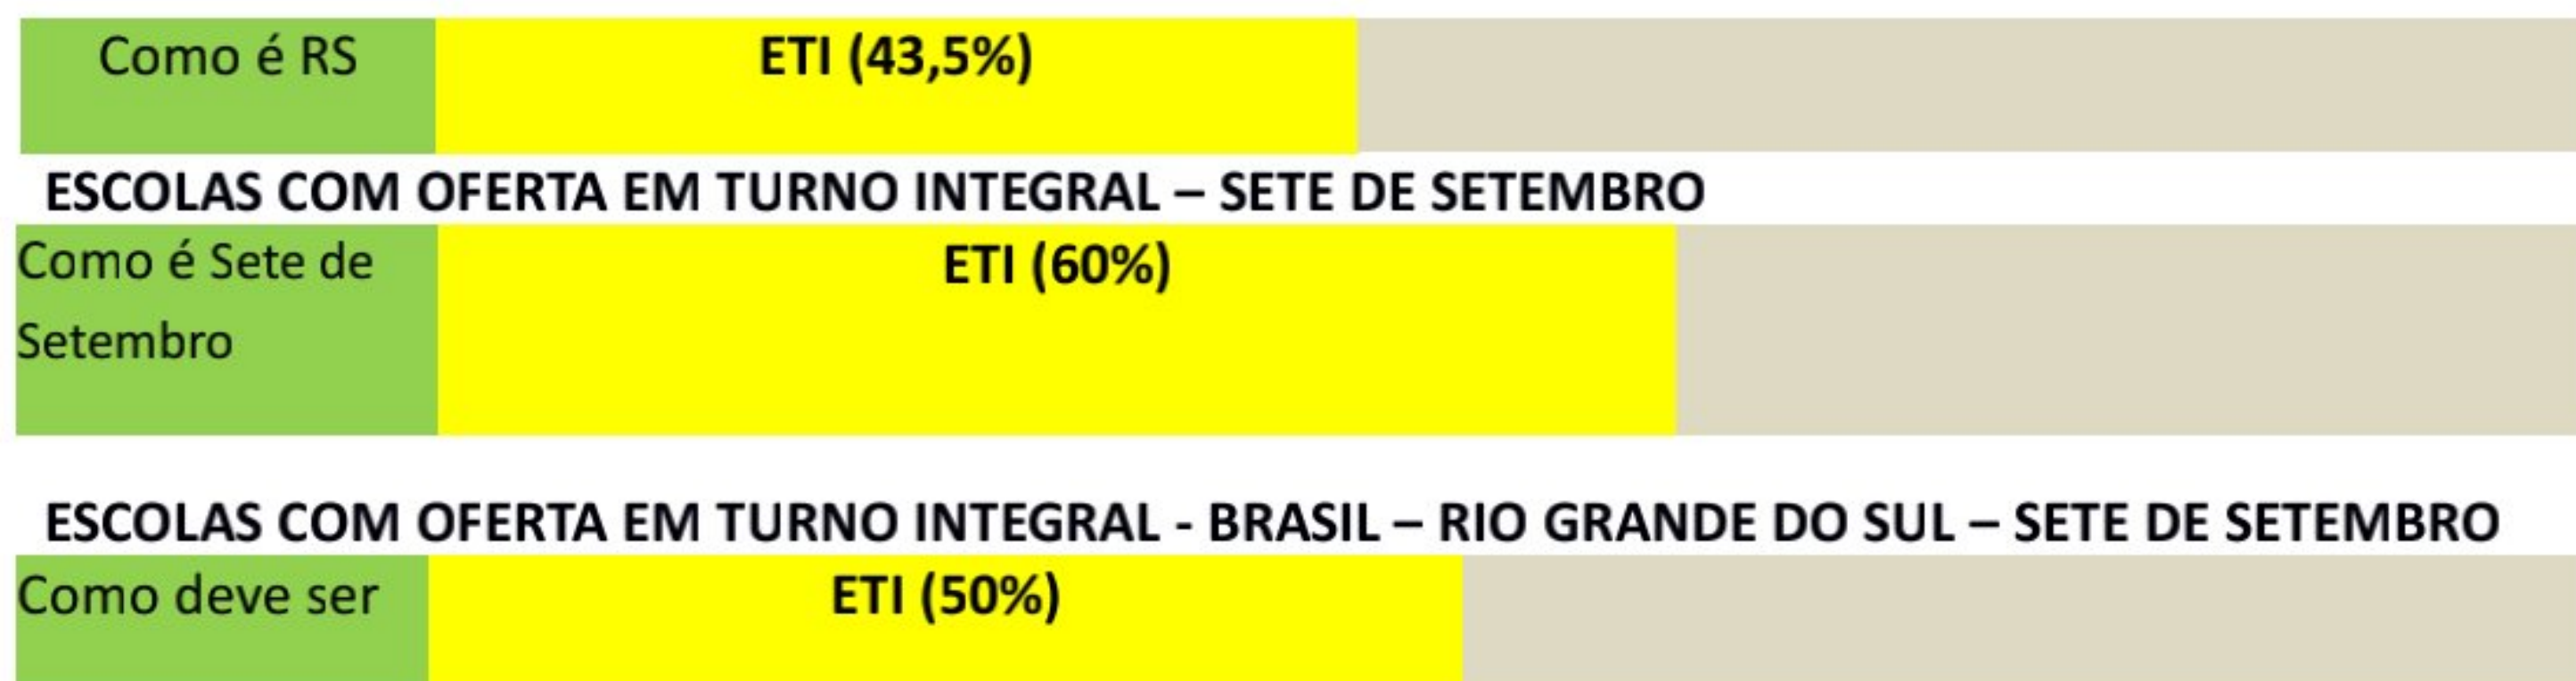 Como é RS
ETI (43,5%)
ESCOLAS COM OFERTA EM TURNO INTEGRAL – SETE DE SETEMBRO
Como é Sete de
Setembro
ETI (60%)
ESCOLAS COM OFERTA EM TURNO INTEGRAL - BRASIL – RIO GRANDE DO SUL – SETE DE SETEMBRO
Como deve ser
ETI (50%)